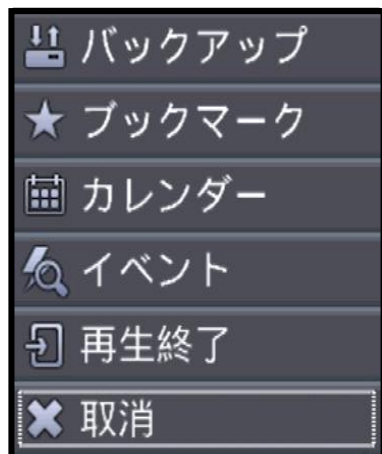 バックアップ
ブックマーク
カレンダー
イベント
再生終了
取消